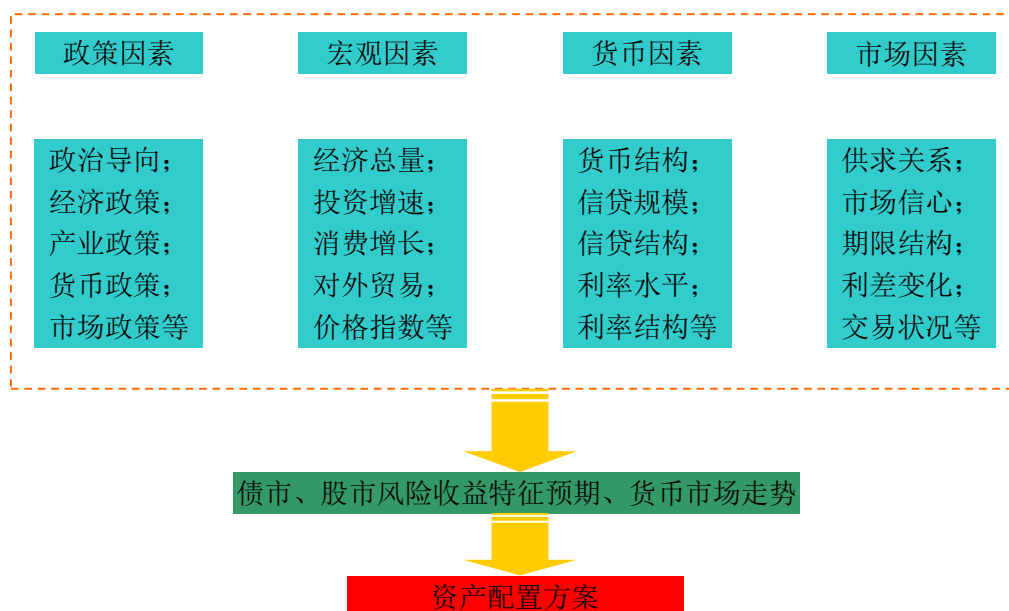 政策因素
宏观因素
货币因素
市场因素
政治导向；
经济政策；
产业政策；
货币政策；
市场政策等
经济总量；
投资增速；
消费增长；
对外贸易；
价格指数等
货币结构；
信贷规模；
信贷结构；
利率水平；
利率结构等
供求关系；
市场信心；
期限结构；
利差变化；
交易状况等
债市、股市风险收益特征预期、货币市场走势
资产配置方案